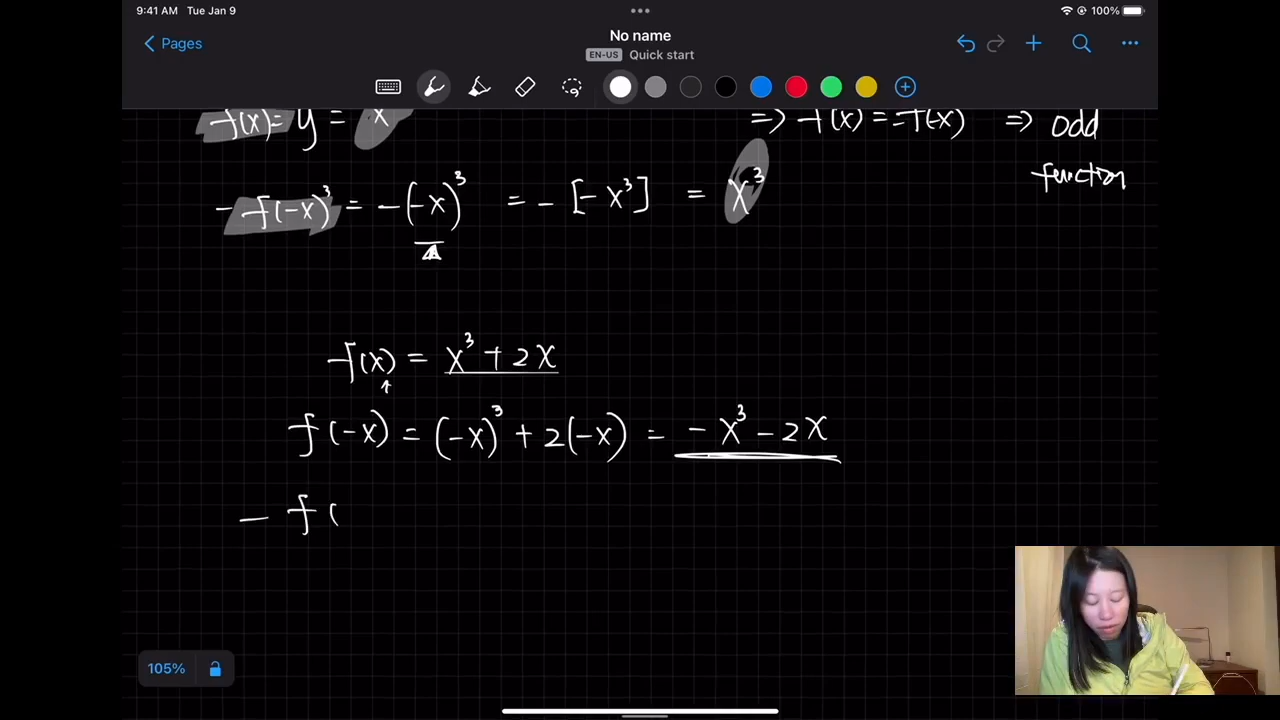 9:41 AM Tue Jan 9
100%
Pages
No name
EN-US Quick start
f(x) = y = x
=> f(x) = -f(-x) => odd
function
- f(-x)³ = -(-x)³ = - [-x³] = x³
f(x) = x³ + 2x
f(-x) = (-x)³ + 2(-x) = -x³ - 2x
- f(
105%